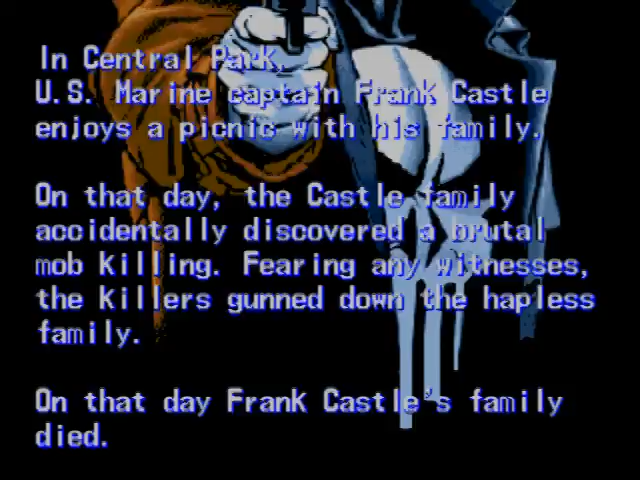 In Central Park,
U.S. Marine captain Frank Castle
enjoys a picnic with his family.
On that day, the Castle family
accidentally discovered a brutal
mob killing. Fearing any witnesses,
the killers gunned down the hapless
family.
On that day Frank Castle's family
died.